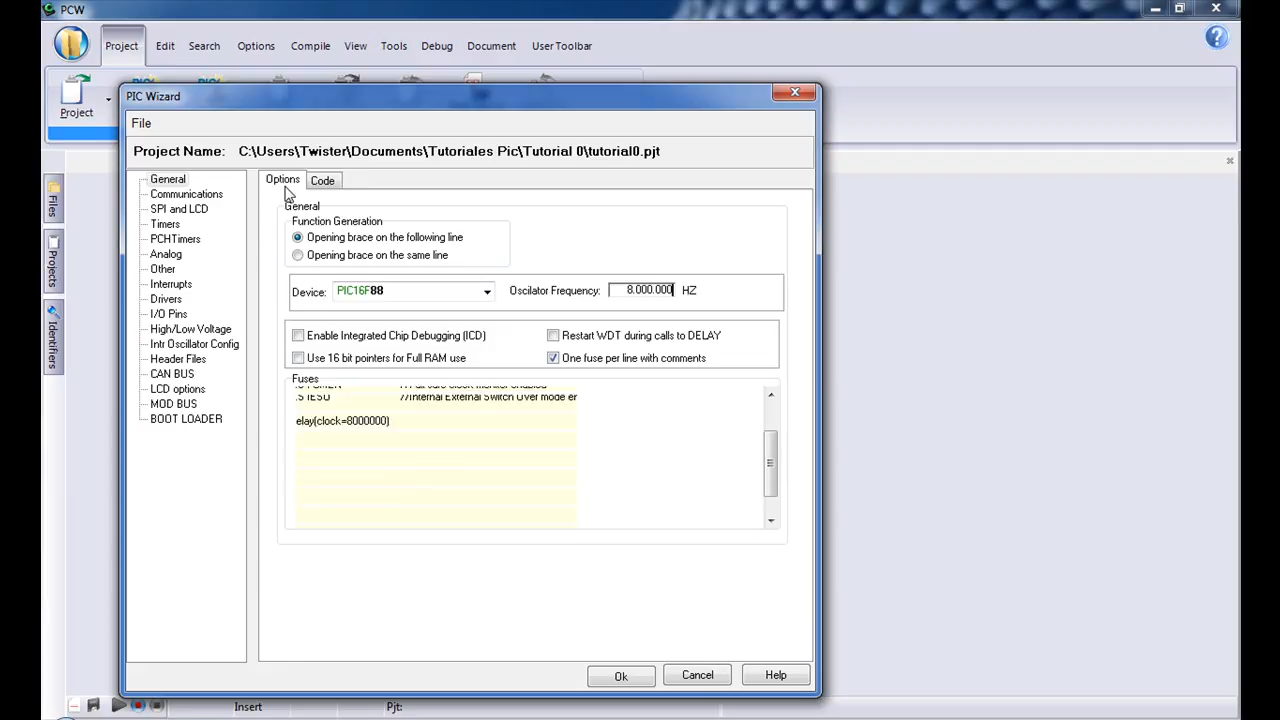 PCW
Project Edit Search Options Compile View Tools Debug Document User Toolbar
Project
PIC Wizard
File
Project Name: C:\Users\Twister\Documents\Tutoriales Pic\Tutorial 0\tutorial0.pjt
Files
Projects
Identifiers
General
Communications
SPI and LCD
Timers
PCHTimers
Analog
Other
Interrupts
Drivers
I/O Pins
High/Low Voltage
Intr Oscillator Config
Header Files
CAN BUS
LCD options
MOD BUS
BOOT LOADER
Options Code
General
Function Generation
Opening brace on the following line
Opening brace on the same line
Device: PIC16F88 Oscilator Frequency: 8.000.000 HZ
Enable Integrated Chip Debugging (ICD) Restart WDT during calls to DELAY
Use 16 bit pointers for Full RAM use One fuse per line with comments
Fuses
.S IESO //Internal External Switch Over mode er
elay(clock=8000000)
Ok Cancel Help
Insert Pjt: